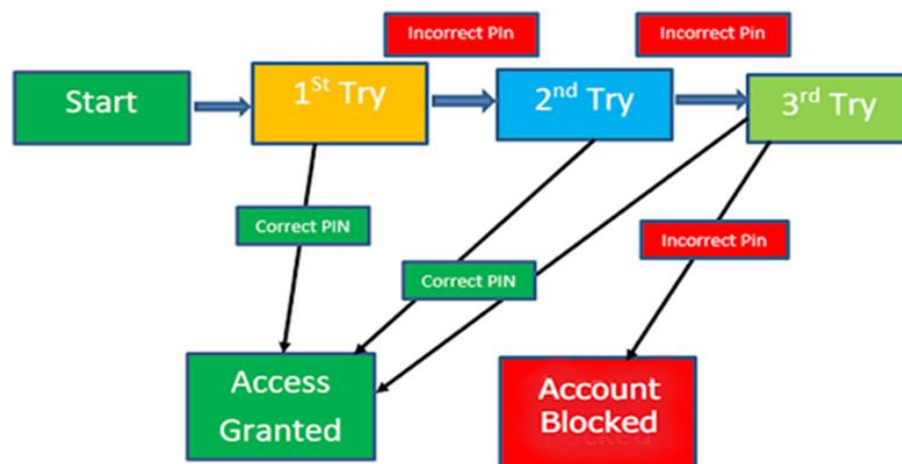 Incorrect PIn
Incorrect Pin
Start
1St Try
2nd Try
3rd Try
Correct PIN
Incorrect Pin
Correct PIN
Access
Granted
Account
Blocked